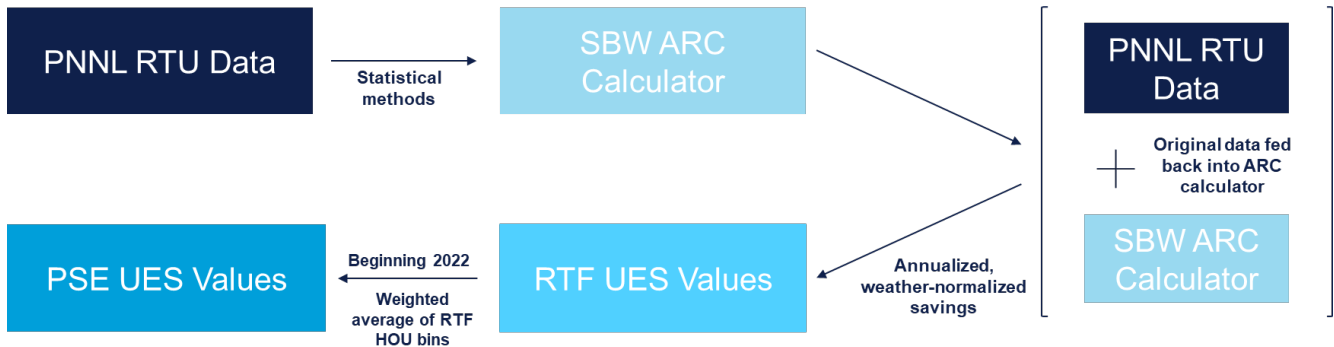 PNNL RTU Data
Statistical
methods
SBW ARC
Calculator
PNNL RTU
Data
Original data fed
back into ARC
calculator
SBW ARC
Calculator
Annualized,
weather-normalized
savings
RTF UES Values
Beginning 2022
Weighted
average of RTF
HOU bins
PSE UES Values